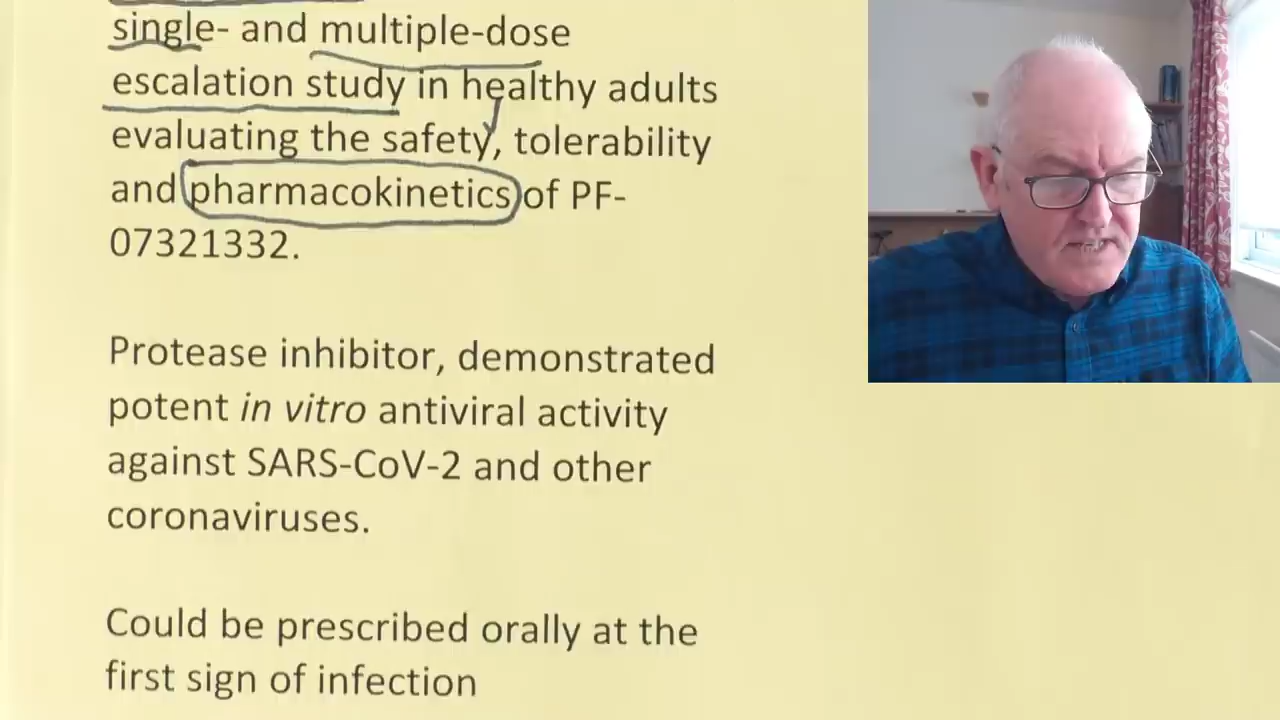 single- and multiple-dose
escalation study in healthy adults
evaluating the safety, tolerability
and pharmacokinetics of PF-
07321332.
Protease inhibitor, demonstrated
potent in vitro antiviral activity
against SARS-CoV-2 and other
coronaviruses.
Could be prescribed orally at the
first sign of infection